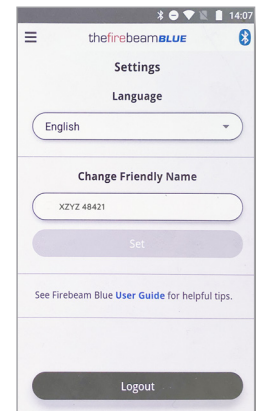 14:07
thefirebeamBLUE
Settings
Language
English
Change Friendly Name
XZYZ 48421
Set
See Firebeam Blue User Guide for helpful tips.
Logout